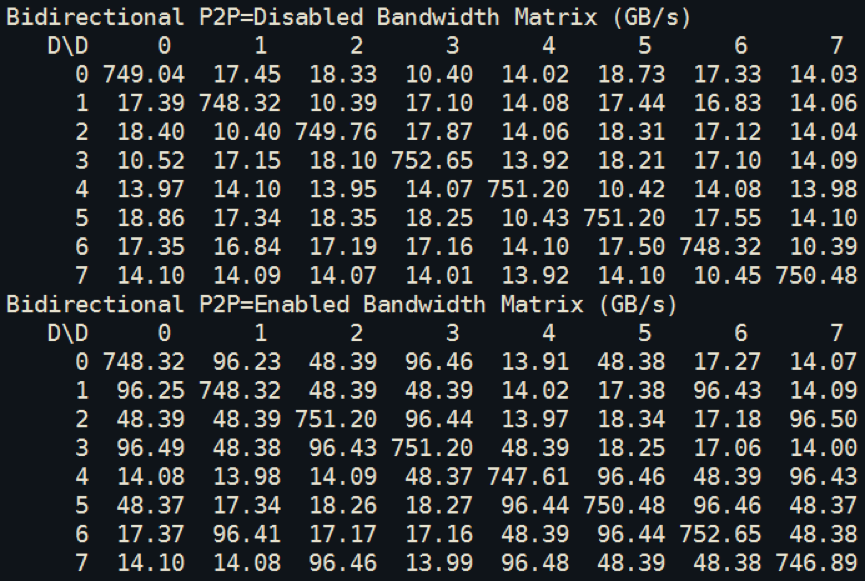 Bidirectional P2P=Disabled Bandwidth Matrix (GB/s)
D\D 0 1 2 3 4 5 6 7
0 749.04 17.45 18.33 10.40 14.02 18.73 17.33 14.03
1 17.39 748.32 10.39 17.10 14.08 17.44 16.83 14.06
2 18.40 10.40 749.76 17.87 14.06 18.31 17.12 14.04
3 10.52 17.15 18.10 752.65 13.92 18.21 17.10 14.09
4 13.97 14.10 13.95 14.07 751.20 10.42 14.08 13.98
5 18.86 17.34 18.35 18.25 10.43 751.20 17.55 14.10
6 17.35 16.84 17.19 17.16 14.10 17.50 748.32 10.39
7 14.10 14.09 14.07 14.01 13.92 14.10 10.45 750.48
Bidirectional P2P=Enabled Bandwidth Matrix (GB/s)
D\D 0 1 2 3 4 5 6 7
0 748.32 96.23 48.39 96.46 13.91 48.38 17.27 14.07
1 96.25 748.32 48.39 48.39 14.02 17.38 96.43 14.09
2 48.39 48.39 751.20 96.44 13.97 18.34 17.18 96.50
3 96.49 48.38 96.43 751.20 48.39 18.25 17.06 14.00
4 14.08 13.98 14.09 48.37 747.61 96.46 48.39 96.43
5 48.37 17.34 18.26 18.27 96.44 750.48 96.46 48.37
6 17.37 96.41 17.17 17.16 48.39 96.44 752.65 48.38
7 14.10 14.08 96.46 13.99 96.48 48.39 48.38 746.89